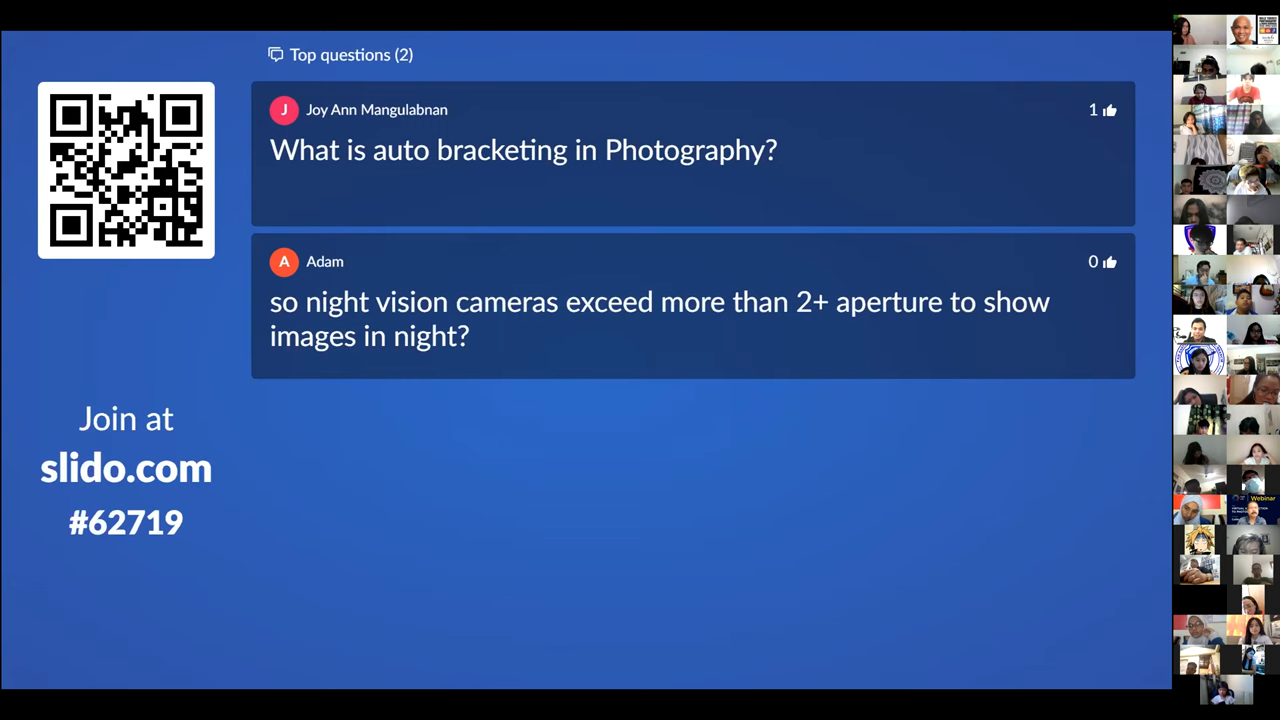 Top questions (2)
J
Joy Ann Mangulabnan
1
What is auto bracketing in Photography?
A
Adam
0
so night vision cameras exceed more than 2+ aperture to show
images in night?
Join at
slido.com
#62719
Webinar